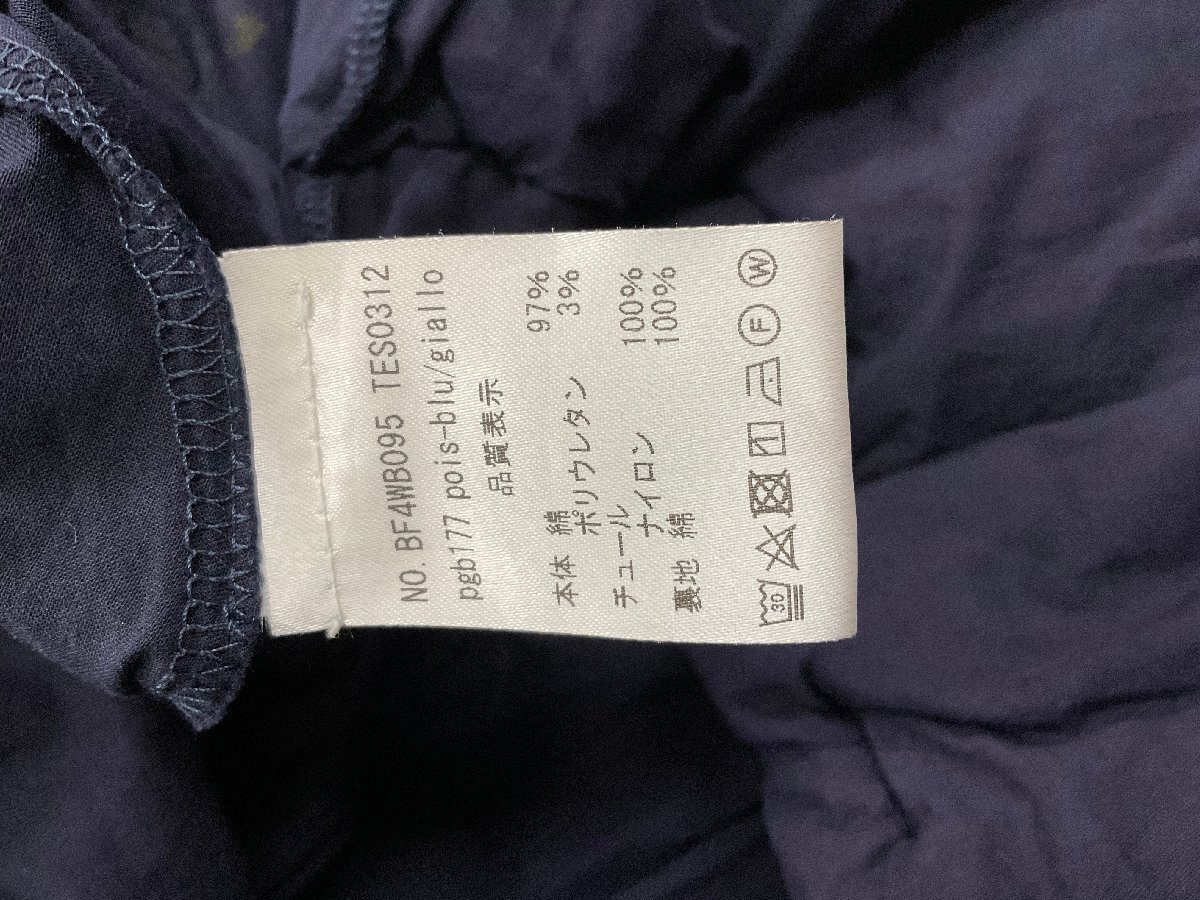 NO. BF4WB095 TES0312
pgb177 pois-blu/giallo
品質表示
本体 綿 97%
ポリウレタン 3%
チュール
ナイロン 100%
裏地 綿 100%
30 F W